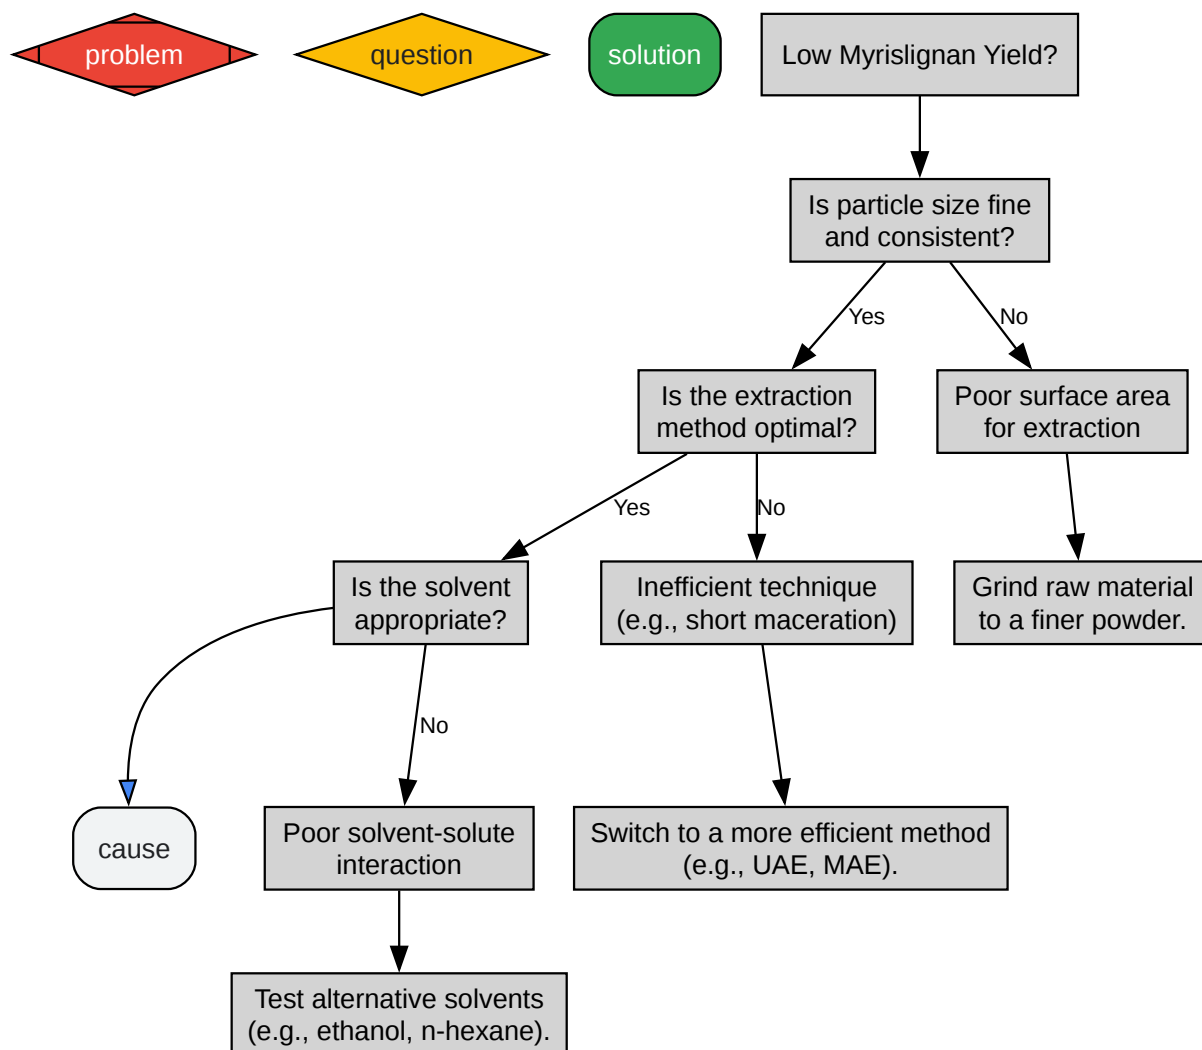 problem
question
solution
Low Myrislignan Yield?
Is particle size fine
and consistent?
Yes
No
Is the extraction
method optimal?
Poor surface area
for extraction
Yes
No
Is the solvent
appropriate?
Inefficient technique
(e.g., short maceration)
Grind raw material
to a finer powder.
No
cause
Poor solvent-solute
interaction
Switch to a more efficient method
(e.g., UAE, MAE).
Test alternative solvents
(e.g., ethanol, n-hexane).